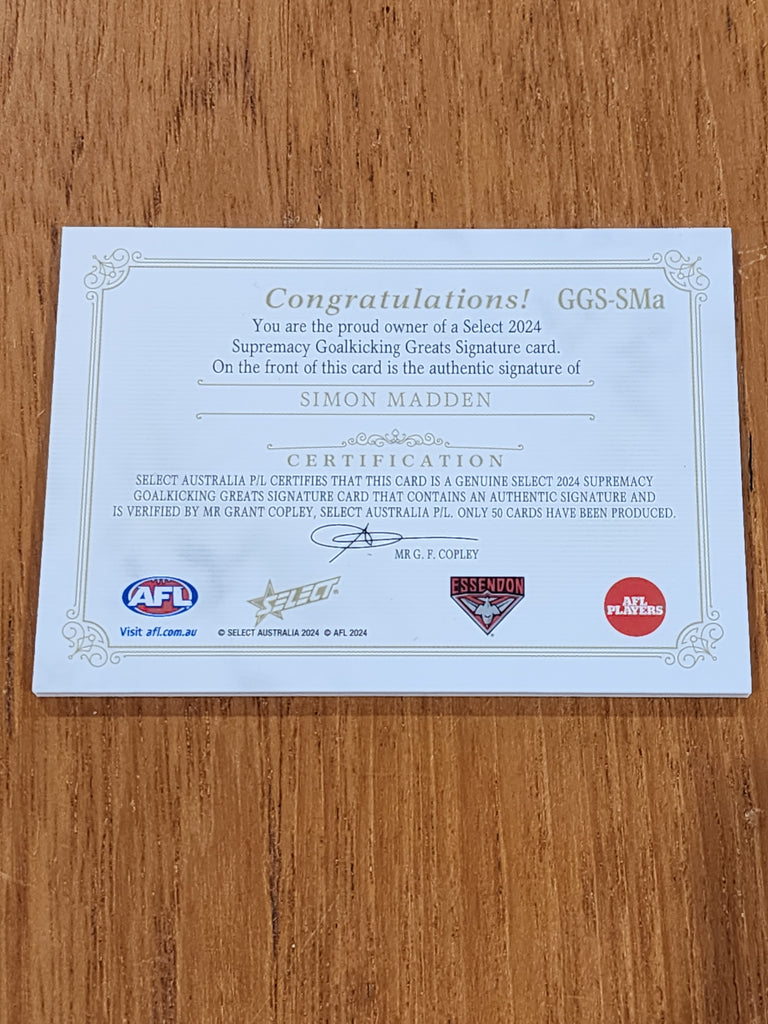 Congratulations! GGS-SMa
You are the proud owner of a Select 2024
Supremacy Goalkicking Greats Signature card.
On the front of this card is the authentic signature of
SIMON MADDEN
CERTIFICATION
SELECT AUSTRALIA P/L CERTIFIES THAT THIS CARD IS A GENUINE SELECT 2024 SUPREMACY
GOALKICKING GREATS SIGNATURE CARD THAT CONTAINS AN AUTHENTIC SIGNATURE AND
IS VERIFIED BY MR GRANT COPLEY, SELECT AUSTRALIA P/L. ONLY 50 CARDS HAVE BEEN PRODUCED.
MR G. F. COPLEY
AFL
Visit afl.com.au
SELECT
© SELECT AUSTRALIA 2024 © AFL 2024
ESSENDON
AFL
PLAYERS